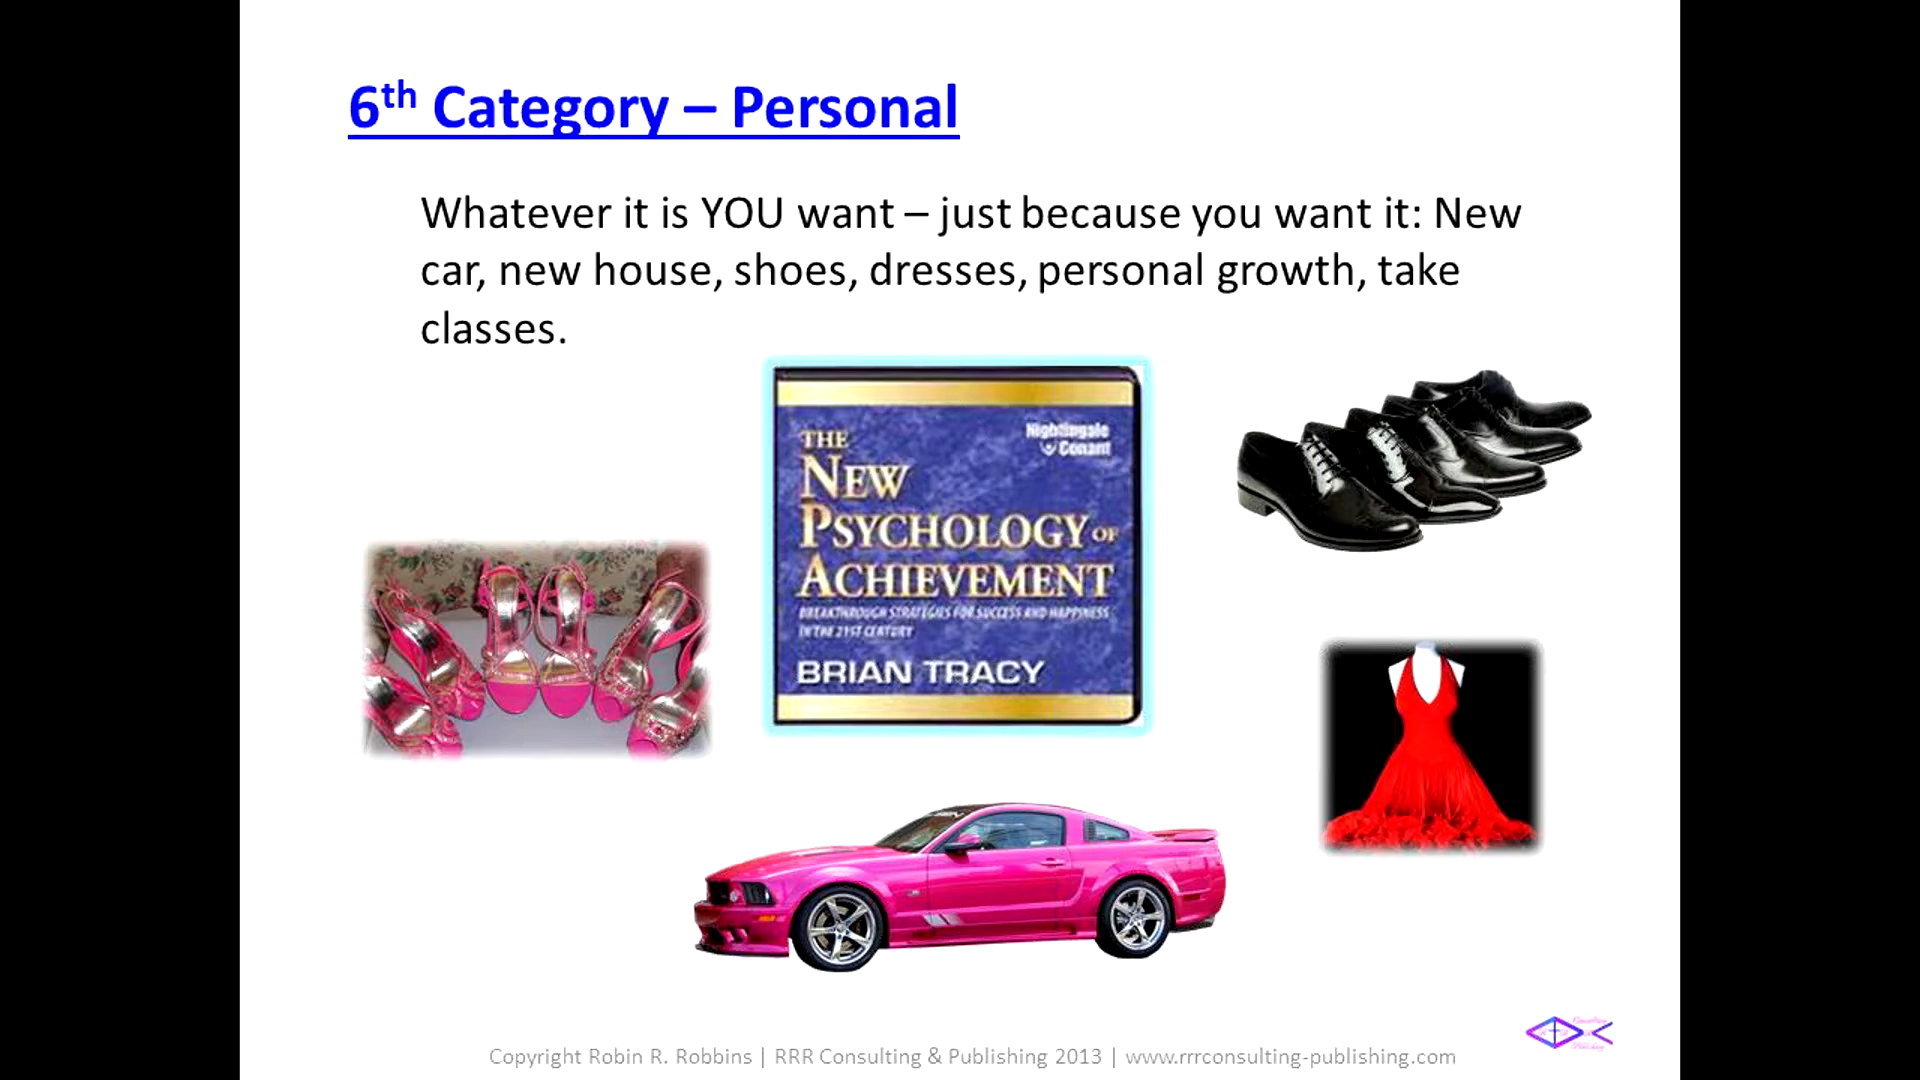 6th Category – Personal
Whatever it is YOU want – just because you want it: New
car, new house, shoes, dresses, personal growth, take
classes.
Nightingale
Conant
THE
NEW
PSYCHOLOGY OF
ACHIEVEMENT
BREAKTHROUGH STRATEGIES FOR SUCCESS AND HAPPINESS
IN THE 21ST CENTURY
BRIAN TRACY
Copyright Robin R. Robbins | RRR Consulting & Publishing 2013 | www.rrrconsulting-publishing.com